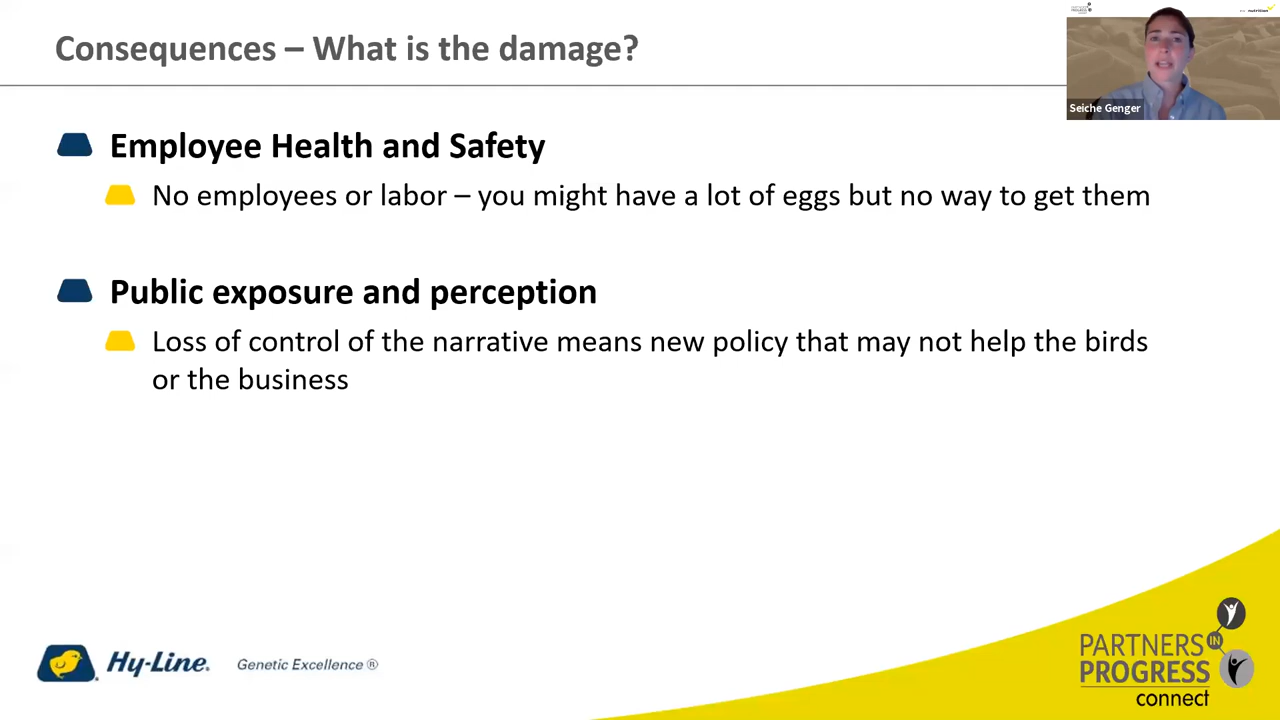 Consequences – What is the damage?
Seiche Genger
nutrition
Employee Health and Safety
No employees or labor – you might have a lot of eggs but no way to get them
Public exposure and perception
Loss of control of the narrative means new policy that may not help the birds
or the business
Hy-Line®
Genetic Excellence ®
PARTNERS IN
PROGRESS
connect